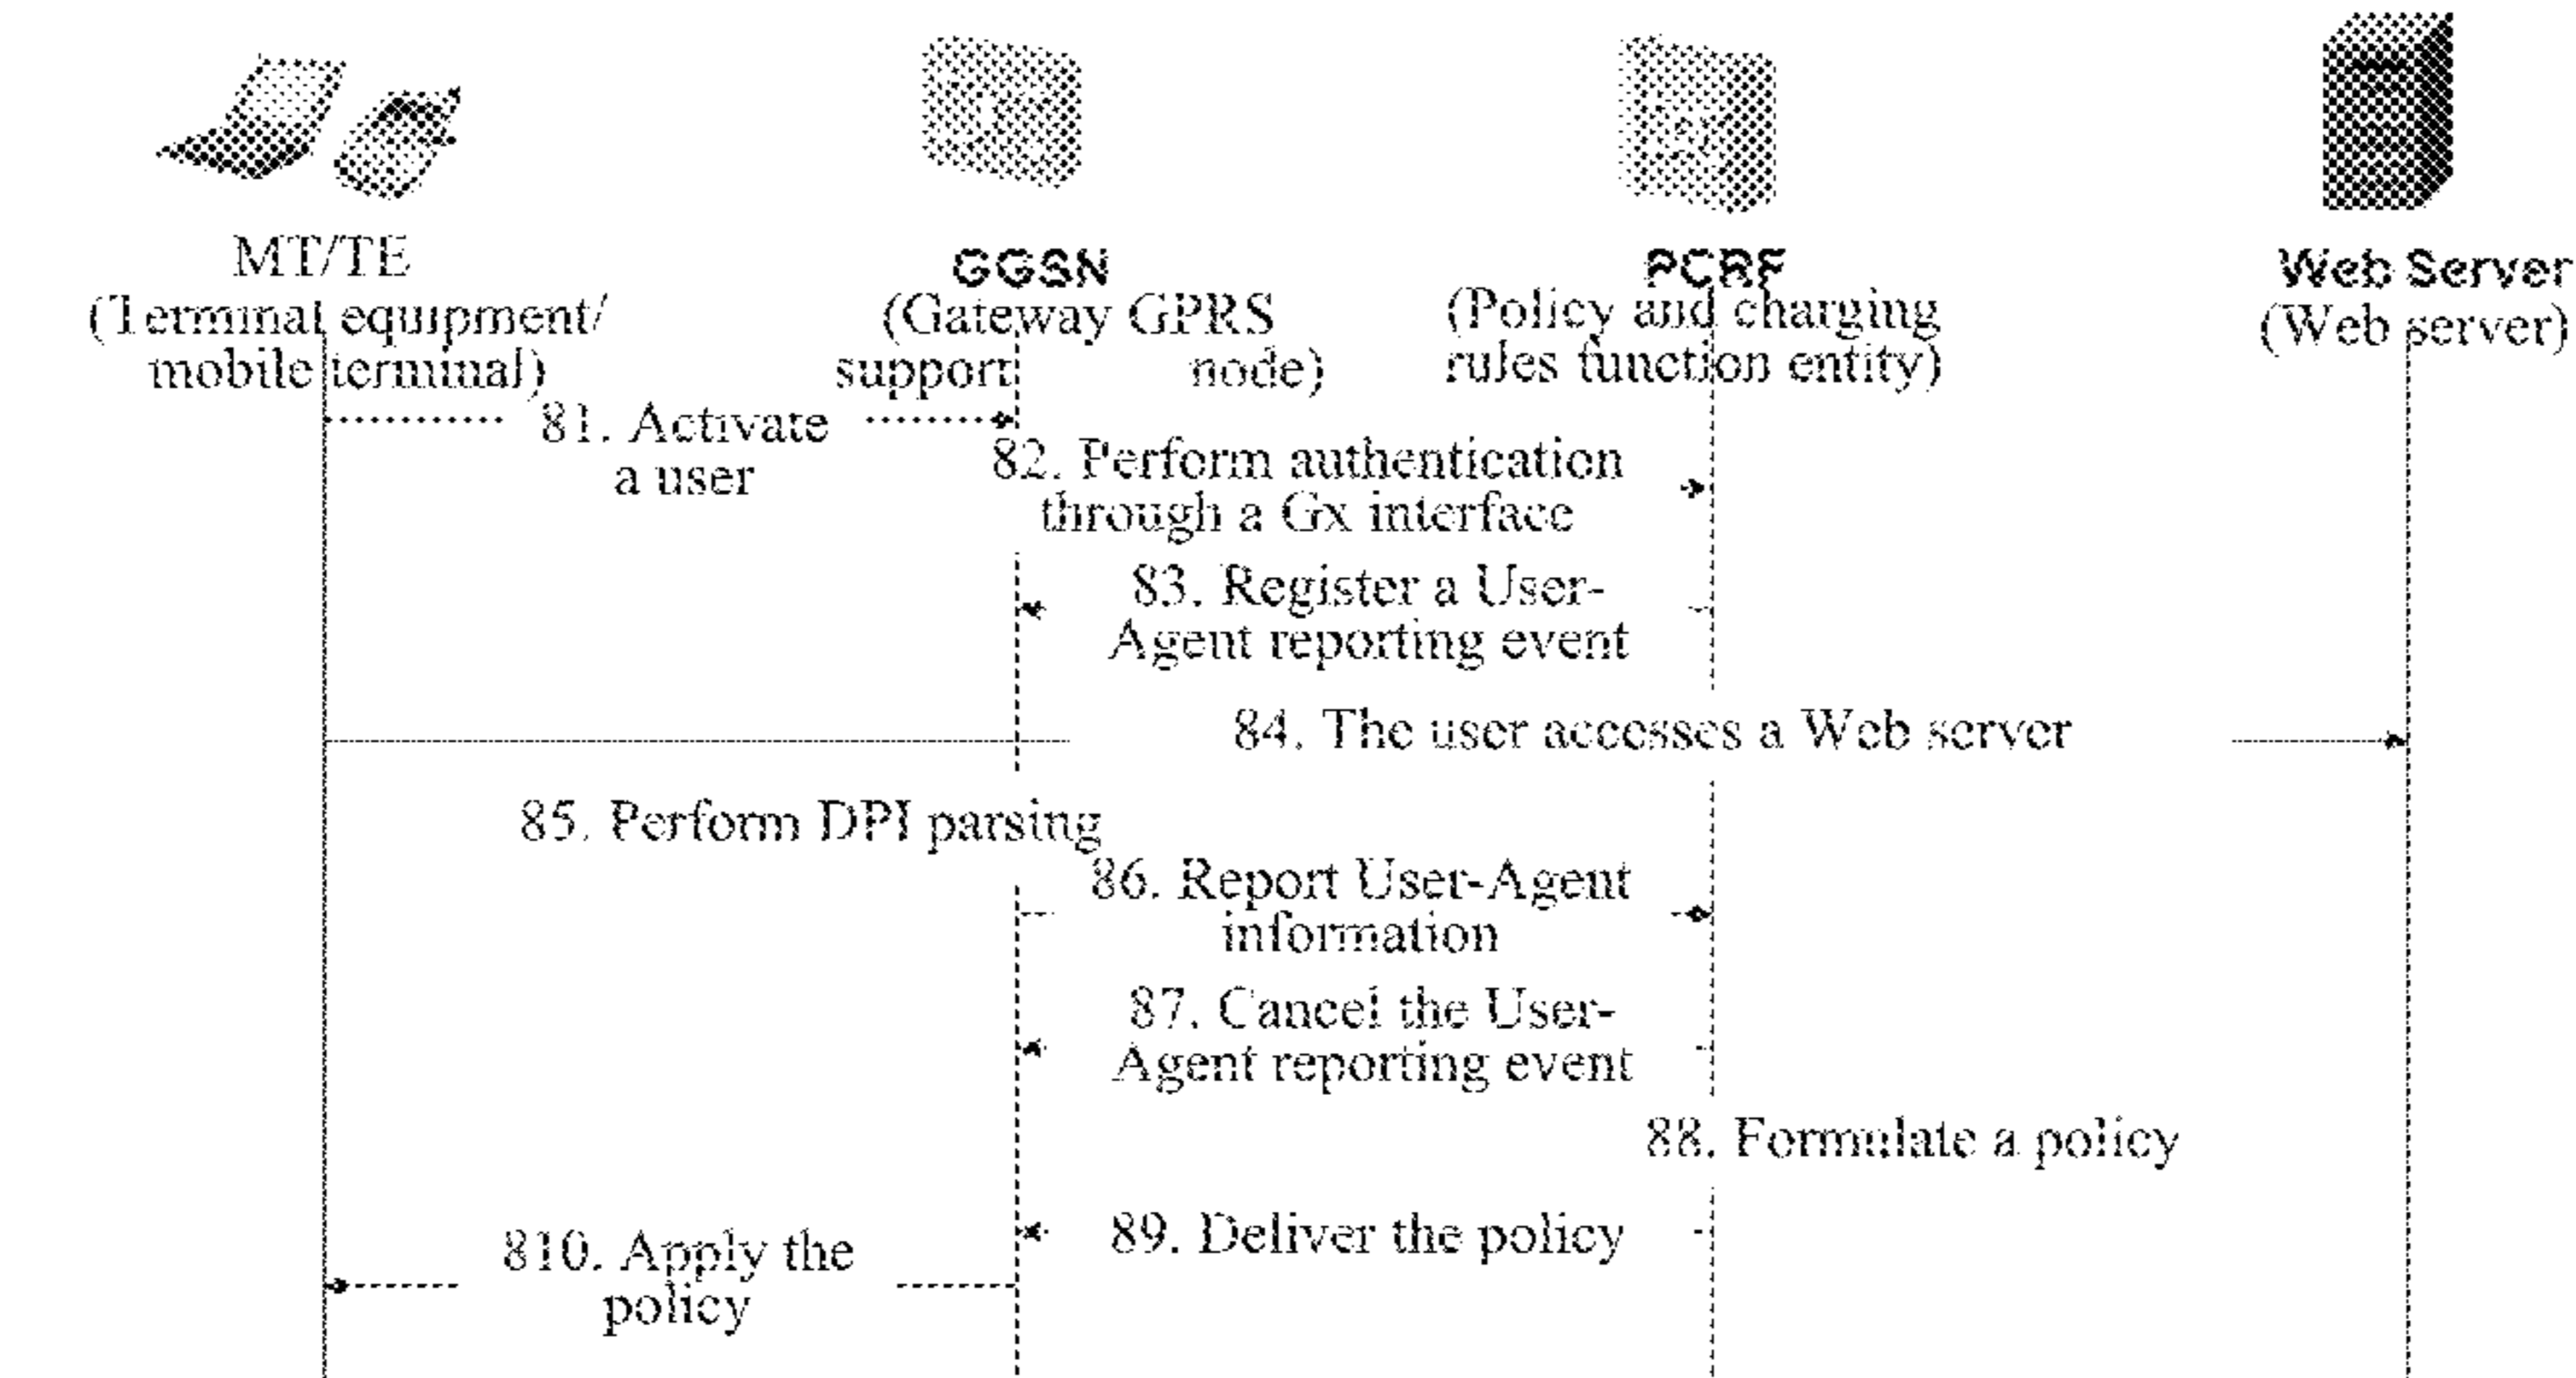 MT/TE
(Terminal equipment/
mobile terminal)
GGSN
(Gateway GPRS
support node)
PCRF
(Policy and charging
rules function entity)
Web Server
(Web server)
81. Activate
a user
82. Perform authentication
through a Gx interface
83. Register a User-
Agent reporting event
84. The user accesses a Web server
85. Perform DPI parsing
86. Report User-Agent
information
87. Cancel the User-
Agent reporting event
88. Formulate a policy
89. Deliver the policy
810. Apply the
policy